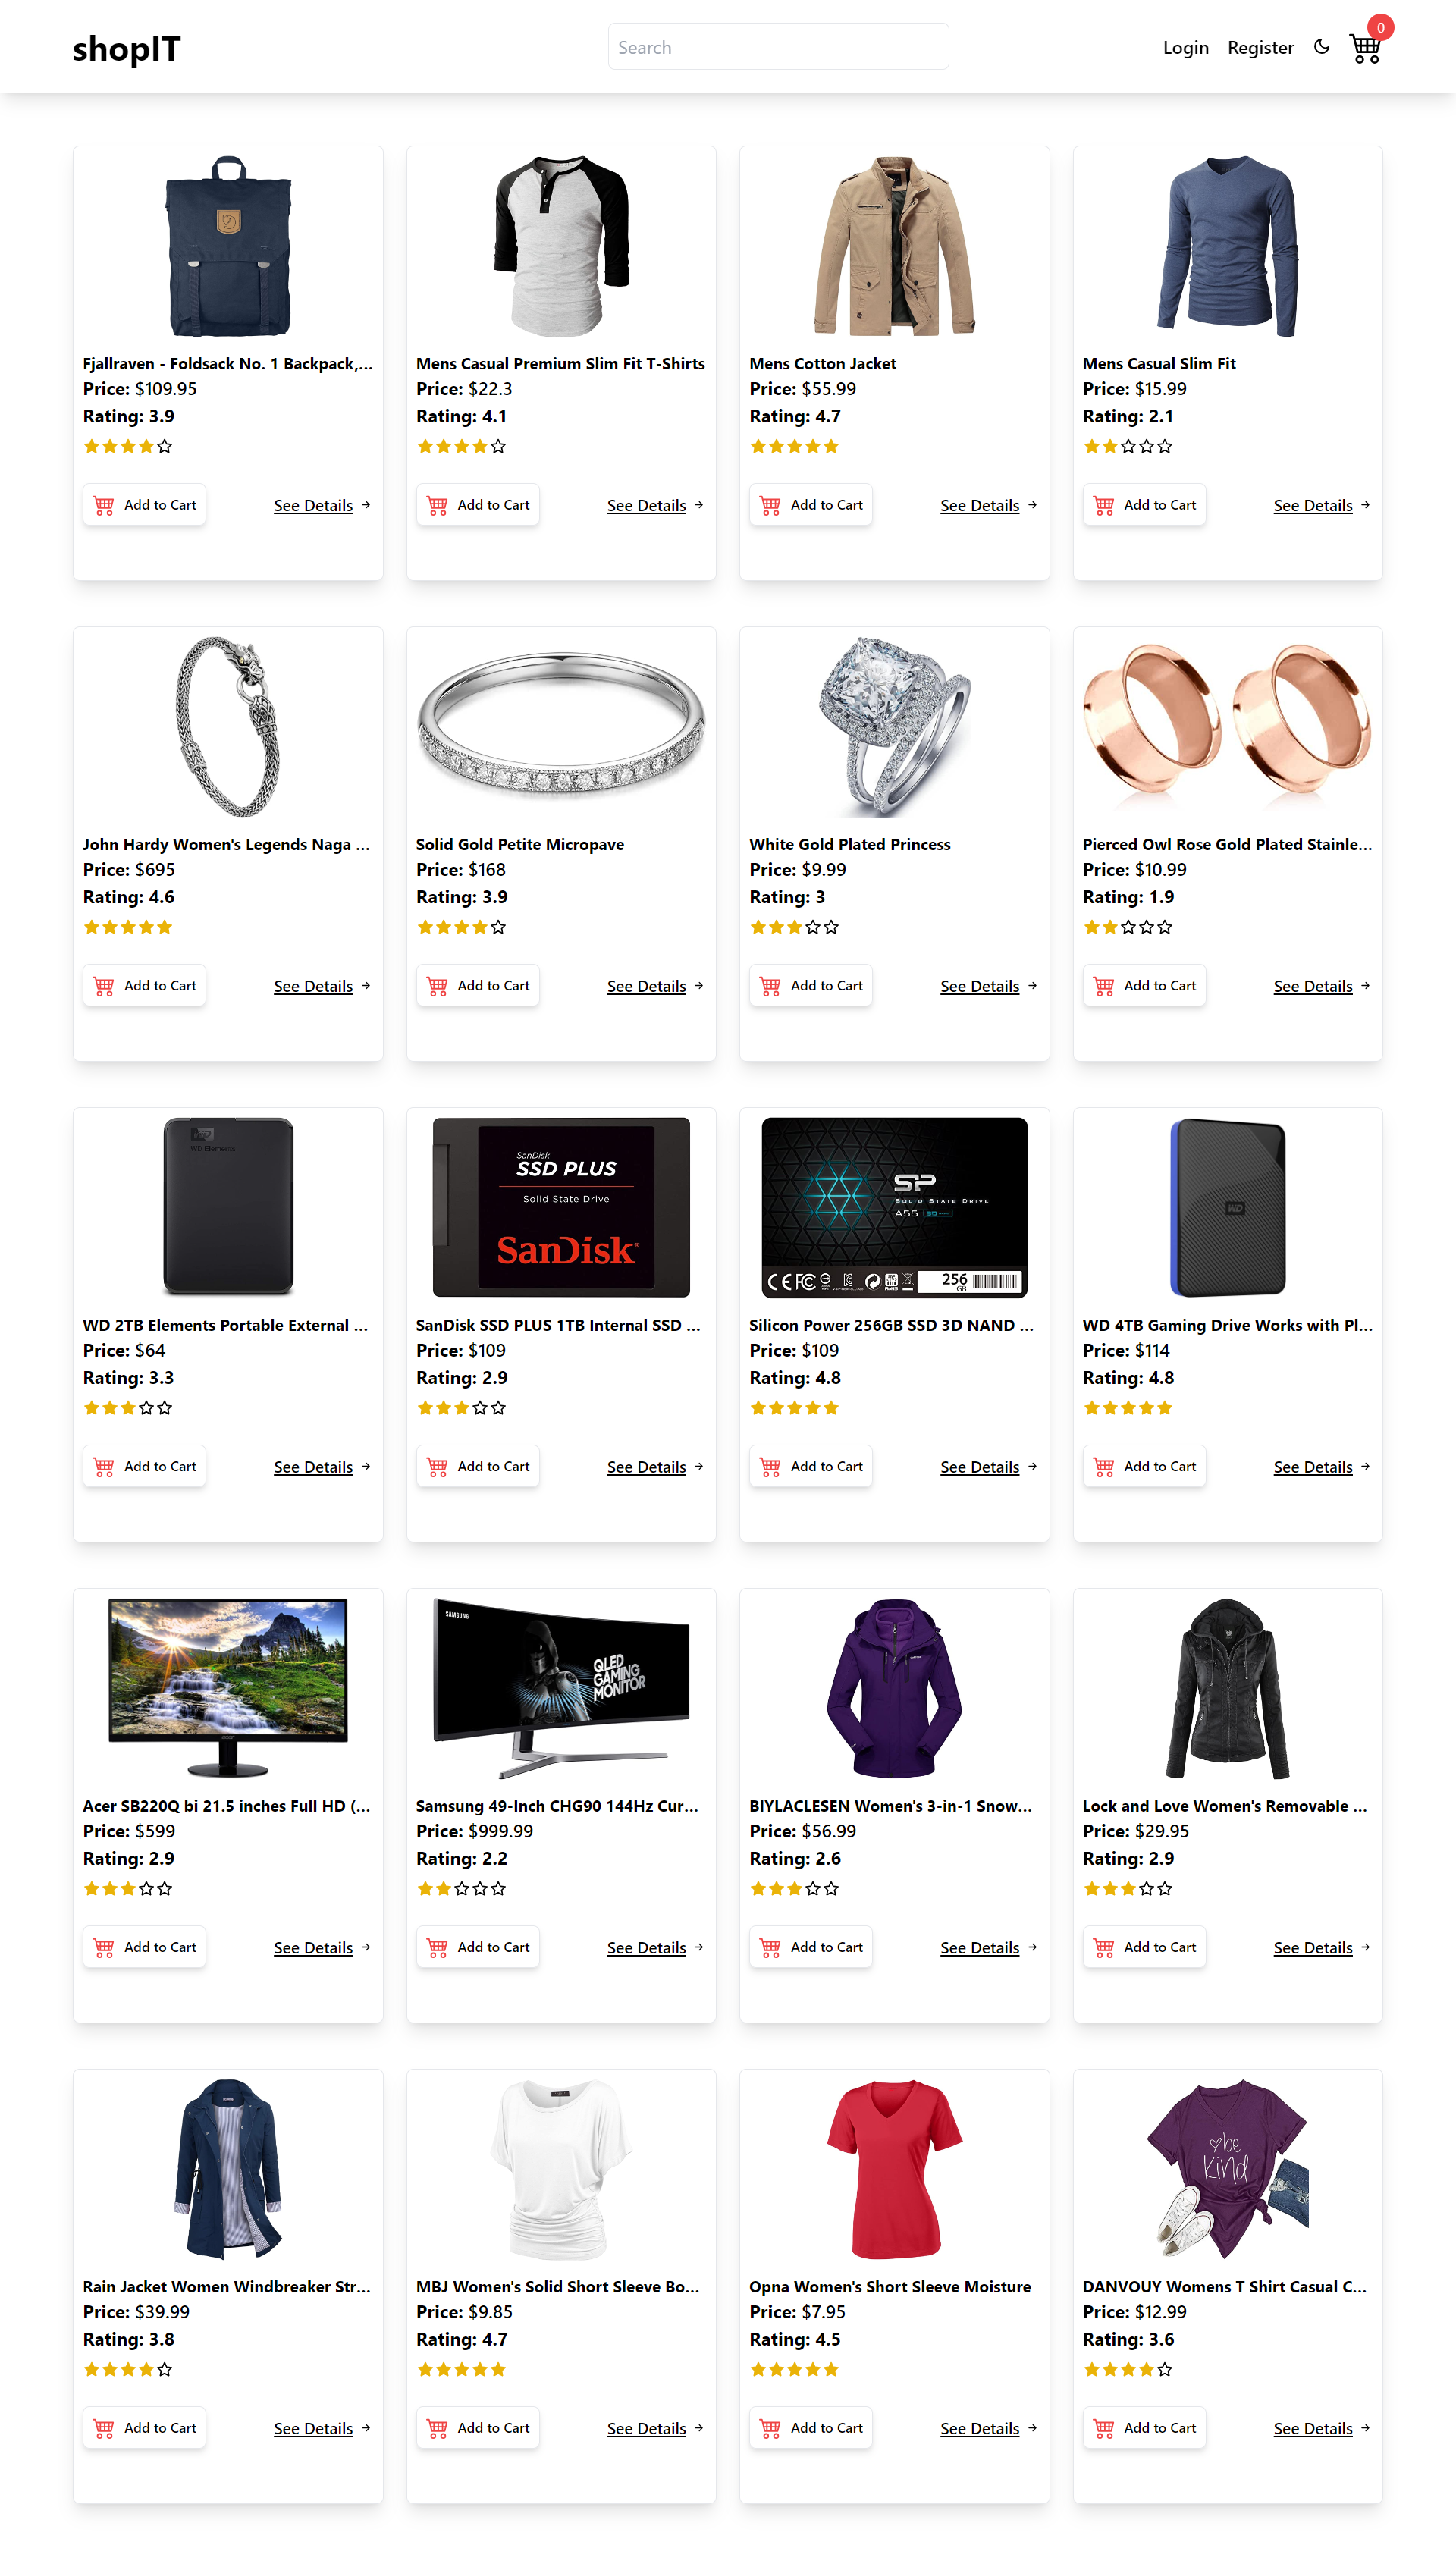 shopIT
Search
Login Register
0
Fjallraven - Foldsack No. 1 Backpack,...
Price: $109.95
Rating: 3.9
Add to Cart See Details
Mens Casual Premium Slim Fit T-Shirts
Price: $22.3
Rating: 4.1
Add to Cart See Details
Mens Cotton Jacket
Price: $55.99
Rating: 4.7
Add to Cart See Details
Mens Casual Slim Fit
Price: $15.99
Rating: 2.1
Add to Cart See Details
John Hardy Women's Legends Naga ...
Price: $695
Rating: 4.6
Add to Cart See Details
Solid Gold Petite Micropave
Price: $168
Rating: 3.9
Add to Cart See Details
White Gold Plated Princess
Price: $9.99
Rating: 3
Add to Cart See Details
Pierced Owl Rose Gold Plated Stainle...
Price: $10.99
Rating: 1.9
Add to Cart See Details
WD
WD Elements
WD 2TB Elements Portable External ...
Price: $64
Rating: 3.3
Add to Cart See Details
SanDisk
SSD PLUS
Solid State Drive
SanDisk
SanDisk SSD PLUS 1TB Internal SSD ...
Price: $109
Rating: 2.9
Add to Cart See Details
SP
SOLID STATE DRIVE
A55
256
GB
Silicon Power 256GB SSD 3D NAND ...
Price: $109
Rating: 4.8
Add to Cart See Details
WD
WD 4TB Gaming Drive Works with Pl...
Price: $114
Rating: 4.8
Add to Cart See Details
Acer SB220Q bi 21.5 inches Full HD (...
Price: $599
Rating: 2.9
Add to Cart See Details
SAMSUNG
QLED
GAMING
MONITOR
Samsung 49-Inch CHG90 144Hz Cur...
Price: $999.99
Rating: 2.2
Add to Cart See Details
BIYLACLESEN Women's 3-in-1 Snow...
Price: $56.99
Rating: 2.6
Add to Cart See Details
Lock and Love Women's Removable ...
Price: $29.95
Rating: 2.9
Add to Cart See Details
Rain Jacket Women Windbreaker Str...
Price: $39.99
Rating: 3.8
Add to Cart See Details
MBJ Women's Solid Short Sleeve Bo...
Price: $9.85
Rating: 4.7
Add to Cart See Details
Opna Women's Short Sleeve Moisture
Price: $7.95
Rating: 4.5
Add to Cart See Details
be
kind
DANVOUY Womens T Shirt Casual C...
Price: $12.99
Rating: 3.6
Add to Cart See Details